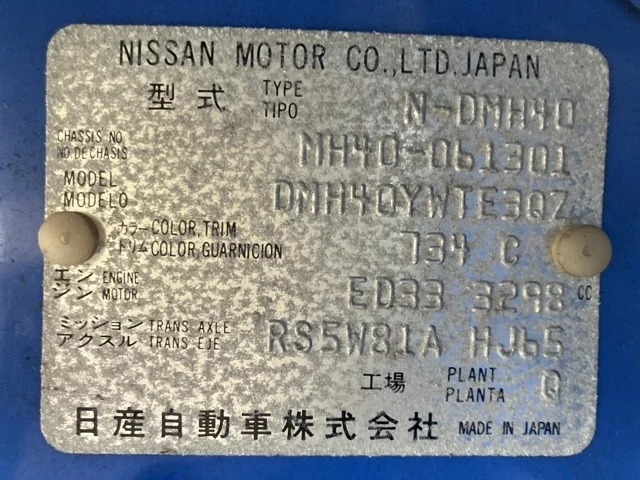 NISSAN MOTOR CO.,LTD.JAPAN
型式 TYPE TIPO N-DMH40
CHASSIS NO. NO DE CHASIS MH40-061301
MODEL MODELO DMH40YWTE3QZ
カラー COLOR,TRIM トリム COLOR,GUARNICION 734 C
エンジン ENGINE MOTOR ED33 3298 CC
ミッション TRANS AXLE アクスル TRANS EJE RS5W81A HJ65
工場 PLANT PLANTA Q
日産自動車株式会社 MADE IN JAPAN